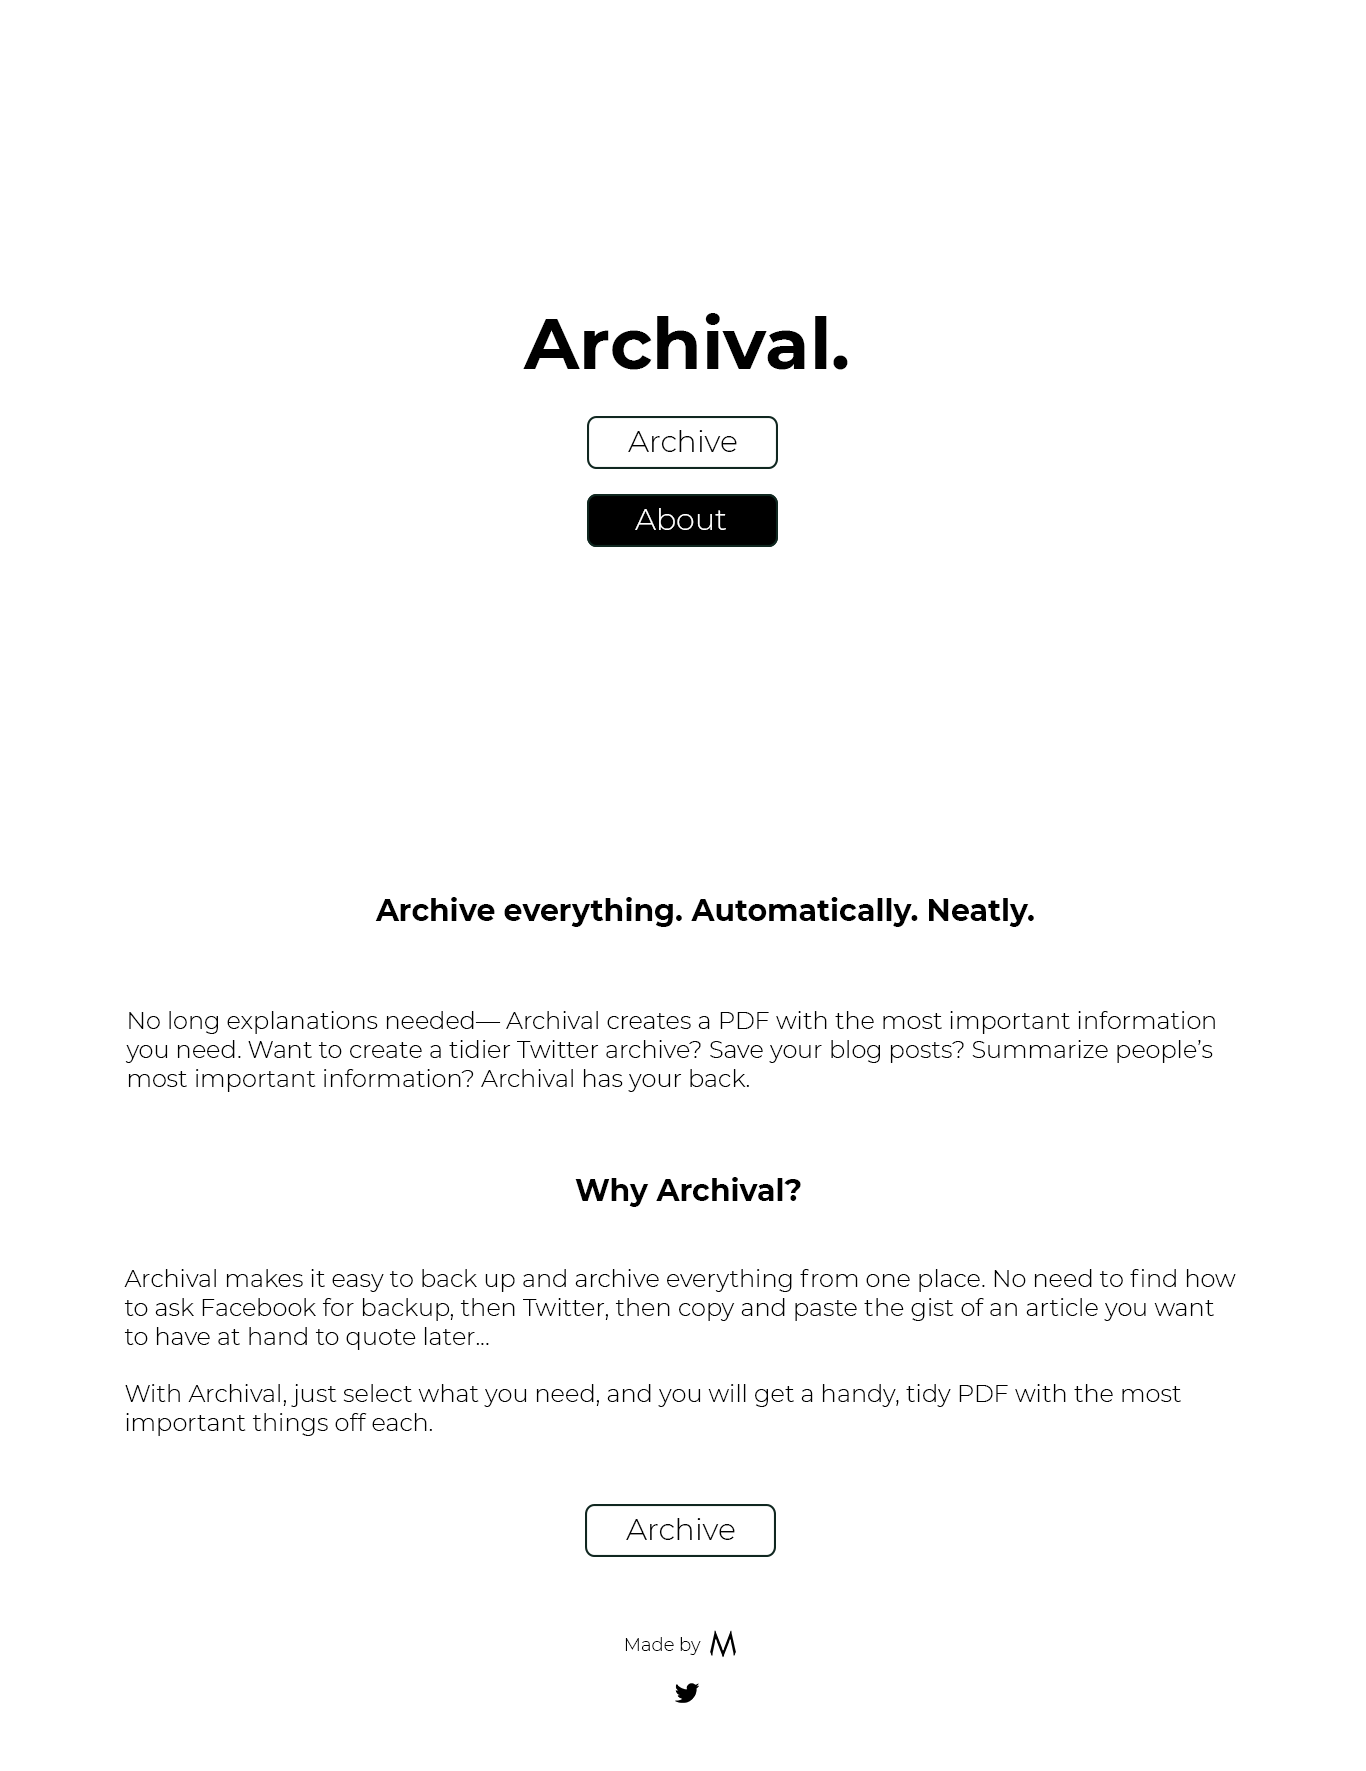 Archival.
Archive
About
Archive everything. Automatically. Neatly.
No long explanations needed— Archival creates a PDF with the most important information
you need. Want to create a tidier Twitter archive? Save your blog posts? Summarize people’s
most important information? Archival has your back.
Why Archival?
Archival makes it easy to back up and archive everything from one place. No need to find how
to ask Facebook for backup, then Twitter, then copy and paste the gist of an article you want
to have at hand to quote later...
With Archival, just select what you need, and you will get a handy, tidy PDF with the most
important things off each.
Archive
Made by M